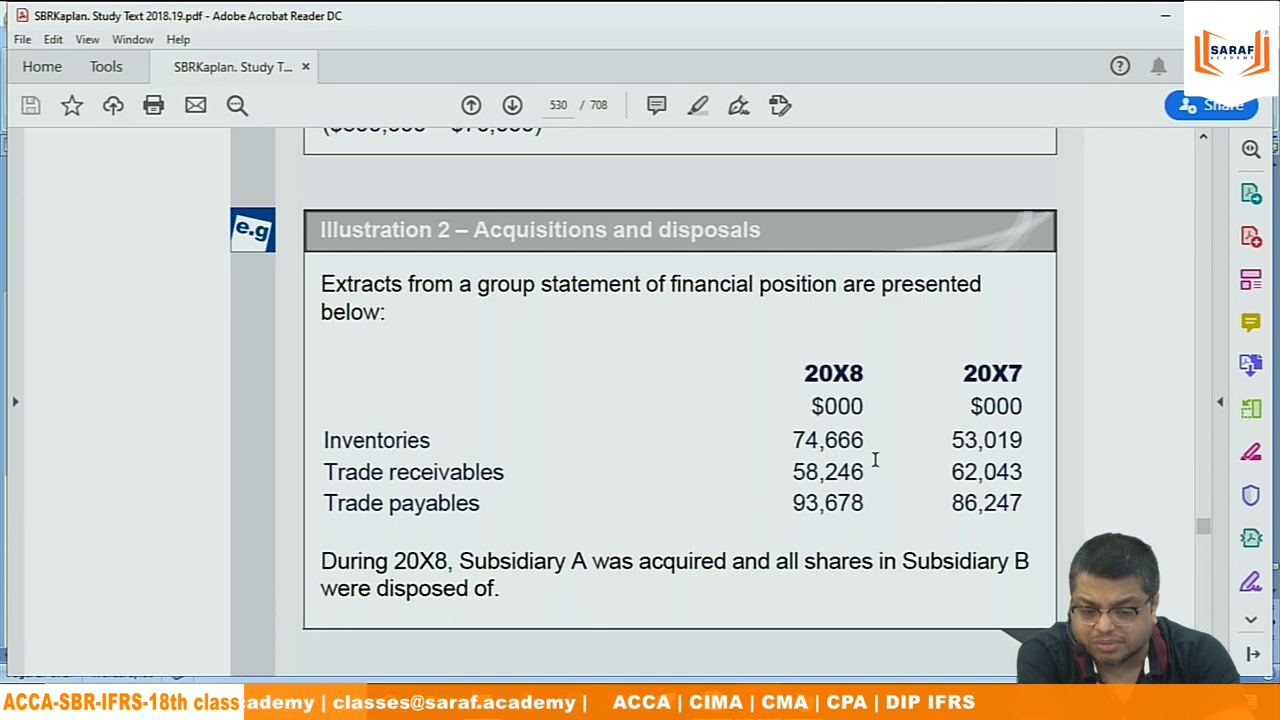 SBRKaplan. Study Text 2018.19.pdf - Adobe Acrobat Reader DC
File Edit View Window Help
Home Tools SBRKaplan. Study T... ×
530 / 708
Share
SARAF
ACADEMY
e.g
Illustration 2 – Acquisitions and disposals
Extracts from a group statement of financial position are presented
below:
20X8 20X7
$000 $000
Inventories 74,666 53,019
Trade receivables 58,246 62,043
Trade payables 93,678 86,247
During 20X8, Subsidiary A was acquired and all shares in Subsidiary B
were disposed of.
ACCA-SBR-IFRS-18th class
ademy | classes@saraf.academy | ACCA | CIMA | CMA | CPA | DIP IFRS